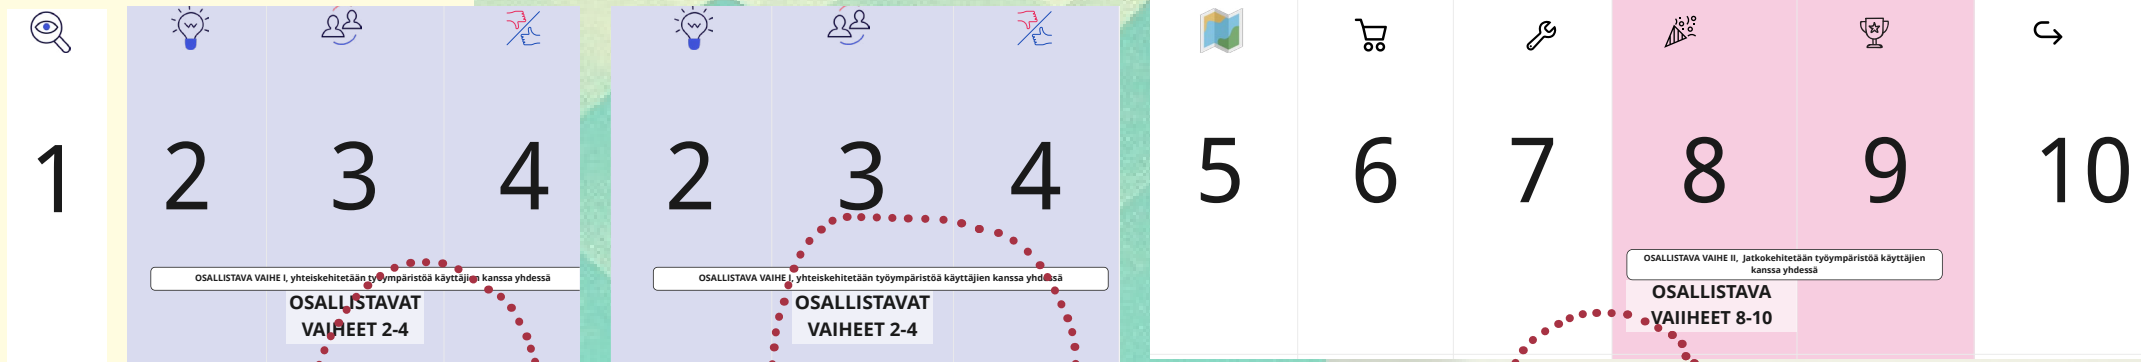 1
2 3 4
OSALLISTAVA VAIHE I, yhteiskehitetään työympäristöä käyttäjien kanssa yhdessä
OSALLISTAVAT
VAIHEET 2-4
2 3 4
OSALLISTAVA VAIHE I, yhteiskehitetään työympäristöä käyttäjien kanssa yhdessä
OSALLISTAVAT
VAIHEET 2-4
5 6 7 8 9 10
OSALLISTAVA VAIHE II, Jatkokehitetään työympäristöä käyttäjien
kanssa yhdessä
OSALLISTAVA
VAIIHEET 8-10